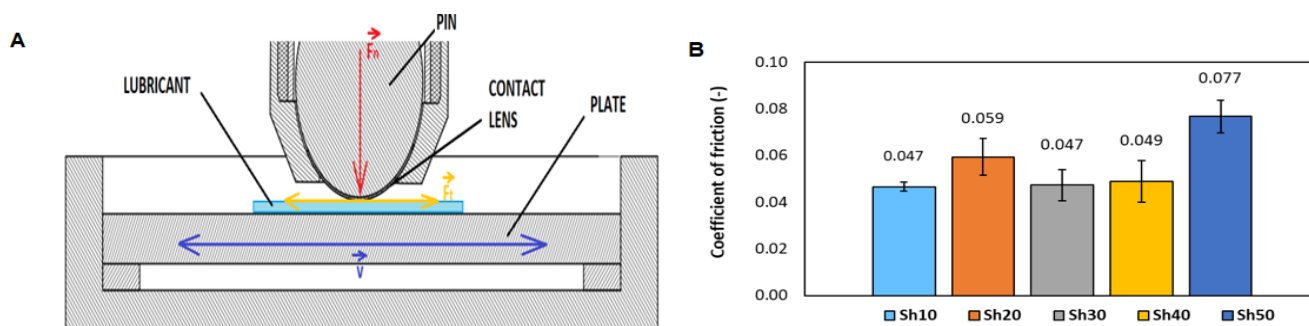 A
PIN
Fn
LUBRICANT
CONTACT
LENS
PLATE
Ft
V
B
Coefficient of friction (-)
0.10
0.08
0.06
0.04
0.02
0.00
0.047
0.059
0.047
0.049
0.077
Sh10 Sh20 Sh30 Sh40 Sh50